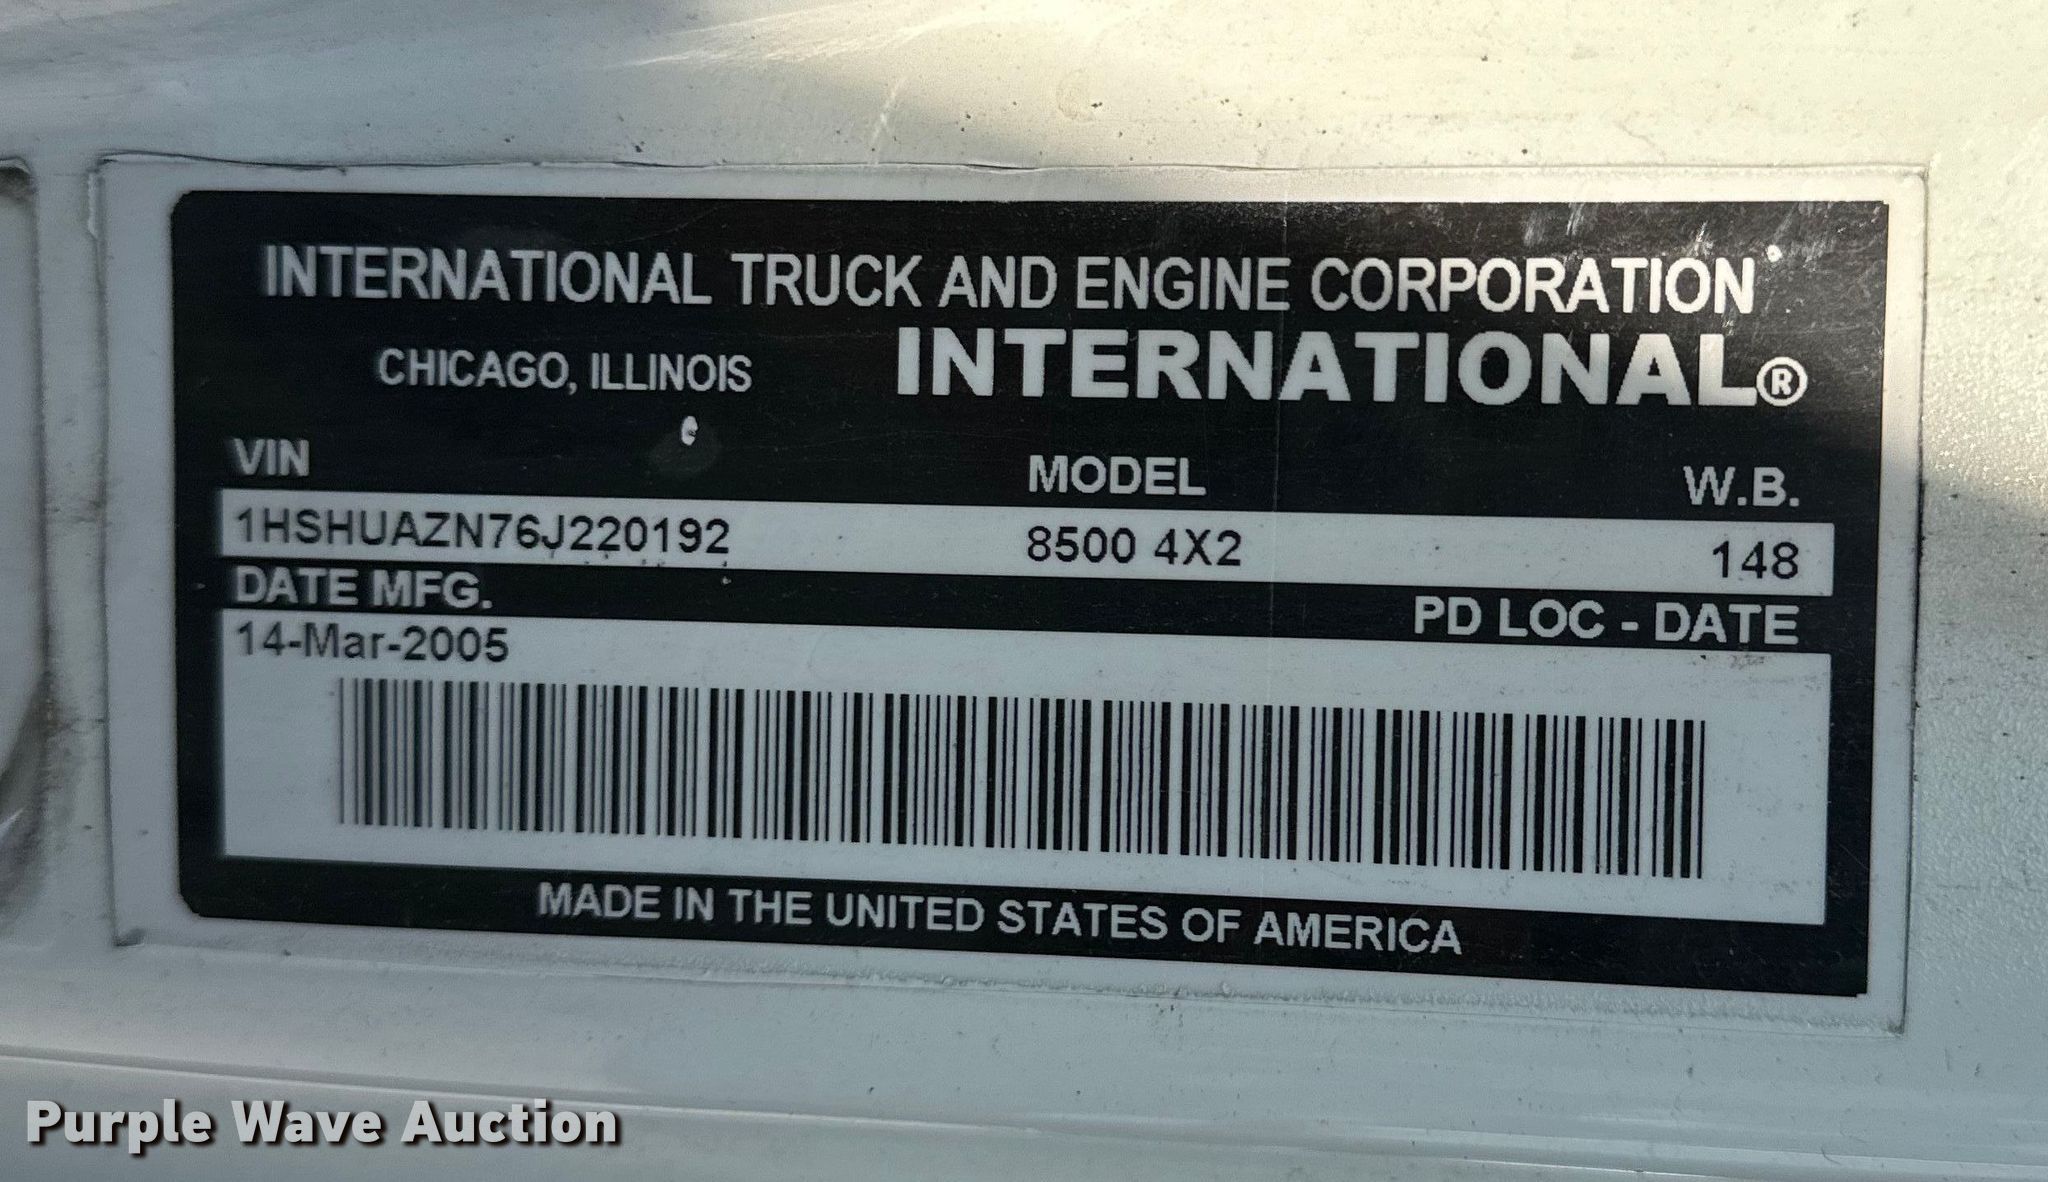 INTERNATIONAL TRUCK AND ENGINE CORPORATION
CHICAGO, ILLINOIS INTERNATIONAL®
VIN MODEL W.B.
1HSHUAZN76J220192 8500 4X2 148
DATE MFG. PD LOC - DATE
14-Mar-2005
MADE IN THE UNITED STATES OF AMERICA
Purple Wave Auction